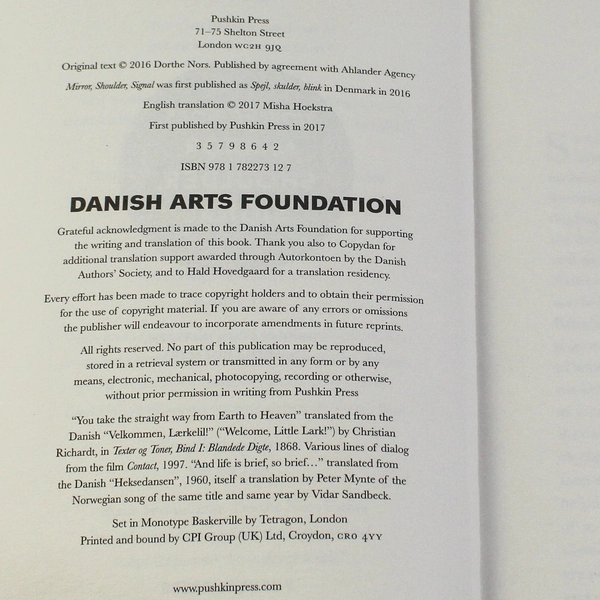 Pushkin Press
71–75 Shelton Street
London WC2H 9JQ
Original text © 2016 Dorthe Nors. Published by agreement with Ahlander Agency
Mirror, Shoulder, Signal was first published as Spejl, skulder, blink in Denmark in 2016
English translation © 2017 Misha Hoekstra
First published by Pushkin Press in 2017
3 5 7 9 8 6 4 2
ISBN 978 1 782273 12 7
DANISH ARTS FOUNDATION
Grateful acknowledgment is made to the Danish Arts Foundation for supporting
the writing and translation of this book. Thank you also to Copydan for
additional translation support awarded through Autorkontoen by the Danish
Authors’ Society, and to Hald Hovedgaard for a translation residency.
Every effort has been made to trace copyright holders and to obtain their permission
for the use of copyright material. If you are aware of any errors or omissions
the publisher will endeavour to incorporate amendments in future reprints.
All rights reserved. No part of this publication may be reproduced,
stored in a retrieval system or transmitted in any form or by any
means, electronic, mechanical, photocopying, recording or otherwise,
without prior permission in writing from Pushkin Press
“You take the straight way from Earth to Heaven” translated from the
Danish “Velkommen, Lærkelil!” (“Welcome, Little Lark!”) by Christian
Richardt, in Texter og Toner, Bind I: Blandede Digte, 1868. Various lines of dialog
from the film Contact, 1997. “And life is brief, so brief…” translated from
the Danish “Heksedansen”, 1960, itself a translation by Peter Mynte of the
Norwegian song of the same title and same year by Vidar Sandbeck.
Set in Monotype Baskerville by Tetragon, London
Printed and bound by CPI Group (UK) Ltd, Croydon, CR0 4YY
www.pushkinpress.com